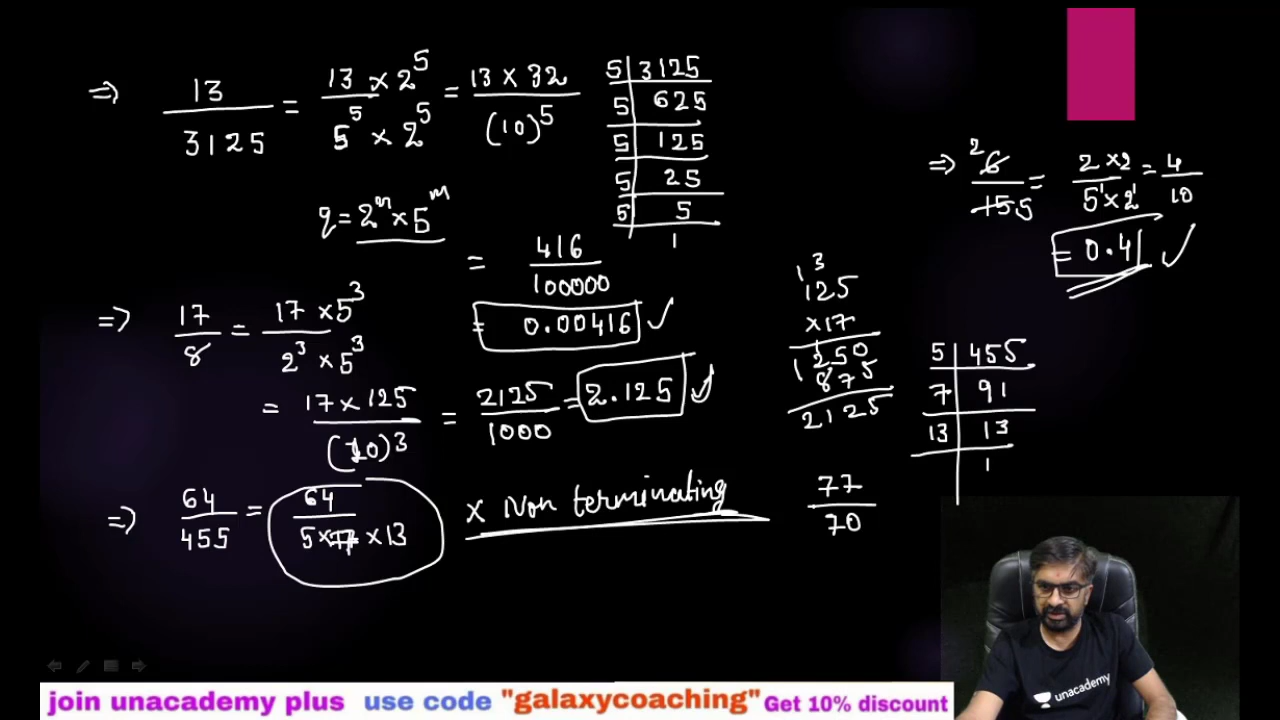 ⇒ 13/3125 = 13 × 2^5 / 5^5 × 2^5 = 13 × 32 / (10)^5
q = 2^n × 5^m
= 416/100000
= 0.00416 ✓
5 | 3125
5 | 625
5 | 125
5 | 25
5 | 5
1
⇒ 6/15 2/5 = 2 × 2 / 5^1 × 2^1 = 4/10
= 0.4 ✓
⇒ 17/8 = 17 × 5^3 / 2^3 × 5^3
= 17 × 125 / (10)^3 = 2125/1000 = 2.125 ✓
1 3
125
×17
1250
875
2125
5 | 455
7 | 91
13 | 13
1
⇒ 64/455 = 64 / 5 × 7 × 13 × Non terminating
77/70
unacademy
join unacademy plus use code "galaxycoaching" Get 10% discount